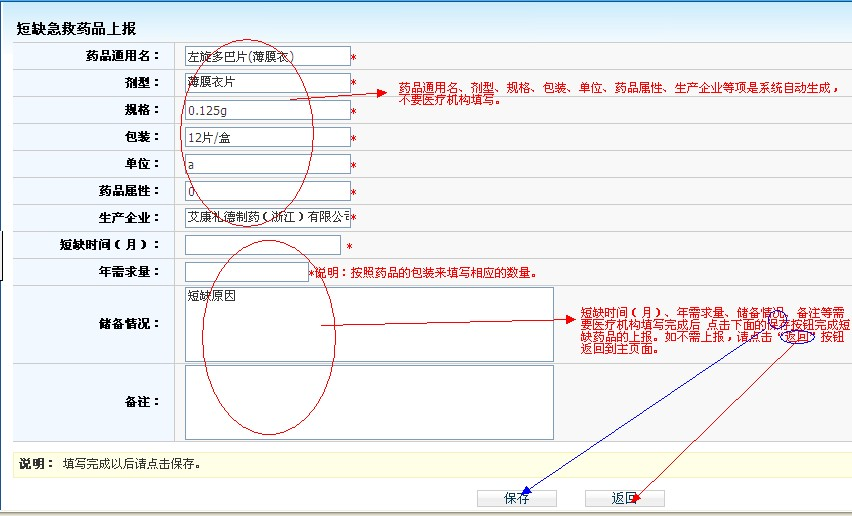 短缺急救药品上报
药品通用名： 左旋多巴片(薄膜衣) *
剂型： 薄膜衣片 *
药品通用名、剂型、规格、包装、单位、药品属性、生产企业等项是系统自动生成，
不要医疗机构填写。
规格： 0.125g *
包装： 12片/盒 *
单位： a *
药品属性： 0 *
生产企业： 艾康礼德制药(浙江)有限公司 *
短缺时间(月)： *
年需求量： *说明：按照药品的包装来填写相应的数量。
储备情况： 短缺原因
短缺时间(月)、年需求量、储备情况、备注等需
要医疗机构填写完成后 点击下面的保存按钮完成短
缺药品的上报。如不需上报，请点击“返回”按钮
返回到主页面。
备注：
说明： 填写完成以后请点击保存。
保存 返回